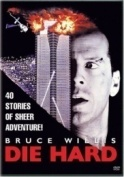 40
STORIES
OF SHEER
ADVENTURE!
BRUCE WILLIS
DIE HARD